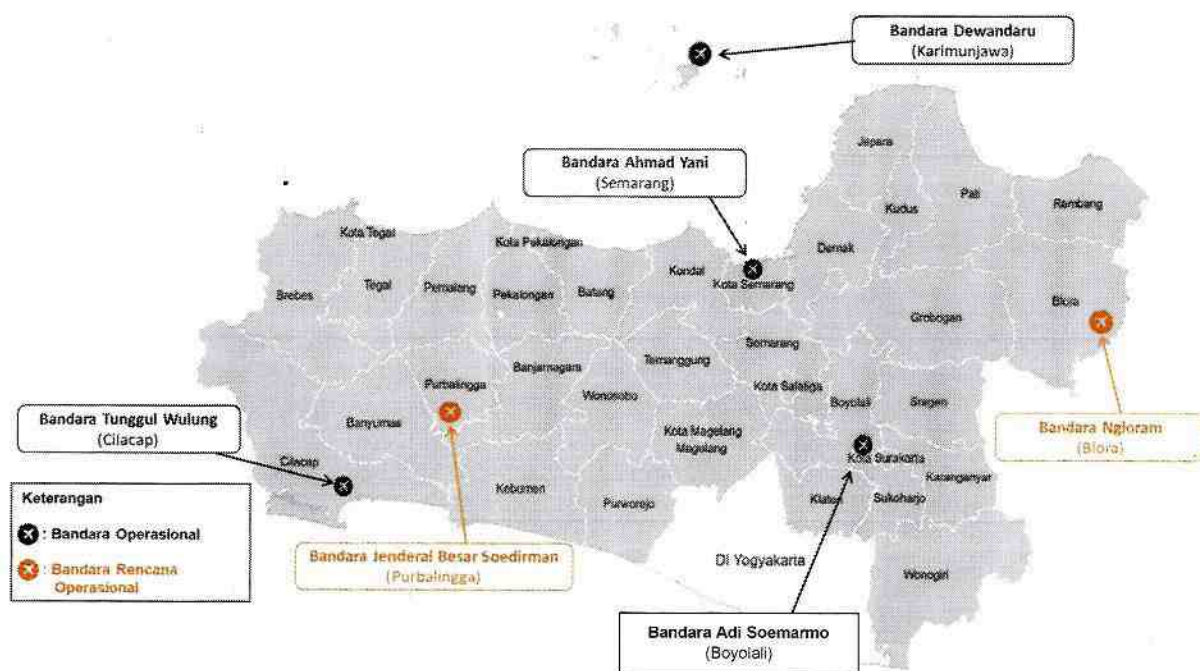 Bandara Dewandaru
(Karimunjawa)
Bandara Ahmad Yani
(Semarang)
Jepara
Pati
Kudus
Rembang
Kota Tegal
Kota Pekalongan
Demak
Kendal
Kota Semarang
Tegal
Pemalang
Pekalongan
Batang
Brebes
Blora
Grobogan
Semarang
Temanggung
Banjarnegara
Purbalingga
Wonosobo
Kota Salatiga
Boyolali
Sragen
Bandara Tunggul Wulung
(Cilacap)
Banyumas
Kota Magelang
Magelang
Bandara Ngloram
(Blora)
Cilacap
Kota Surakarta
Karanganyar
Kebumen
Purworejo
Klaten
Sukoharjo
Keterangan
: Bandara Operasional
: Bandara Rencana
Operasional
Bandara Jenderal Besar Soedirman
(Purbalingga)
DI Yogyakarta
Wonogiri
Bandara Adi Soemarmo
(Boyolali)